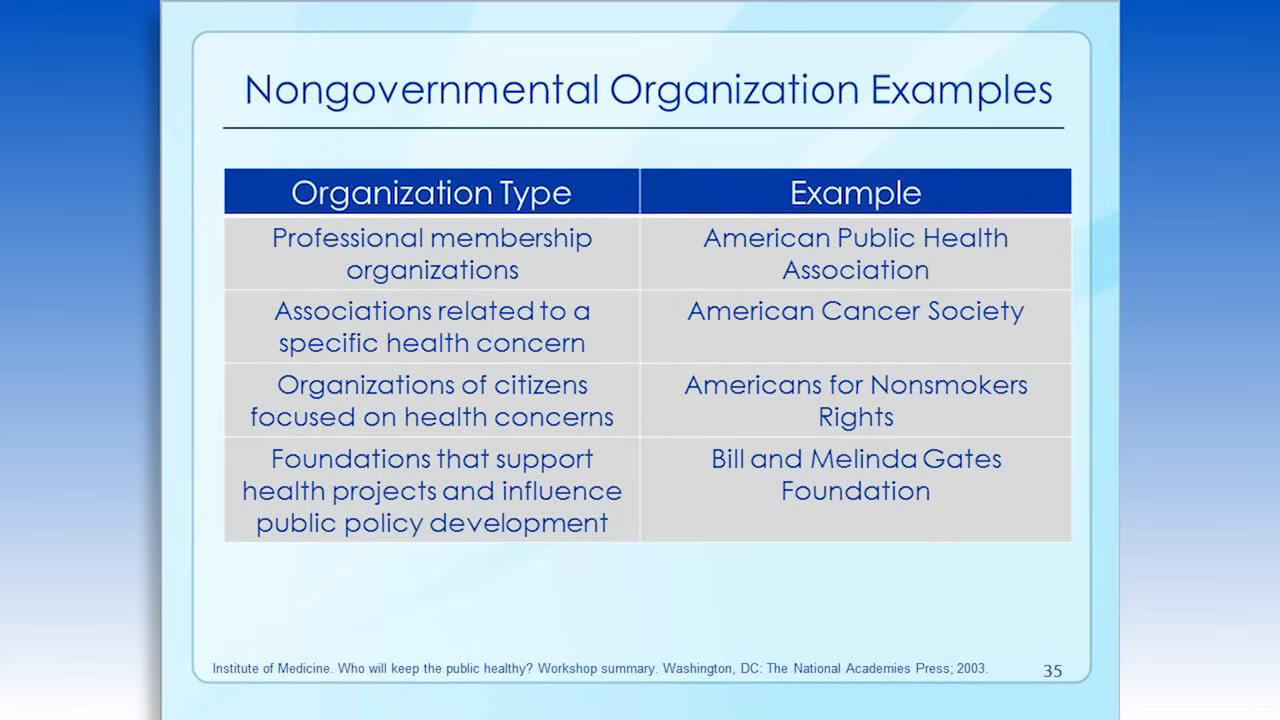 Nongovernmental Organization Examples
Organization Type
Example
Professional membership
organizations
American Public Health
Association
Associations related to a
specific health concern
American Cancer Society
Organizations of citizens
focused on health concerns
Americans for Nonsmokers
Rights
Foundations that support
health projects and influence
public policy development
Bill and Melinda Gates
Foundation
Institute of Medicine. Who will keep the public healthy? Workshop summary. Washington, DC: The National Academies Press; 2003.
35